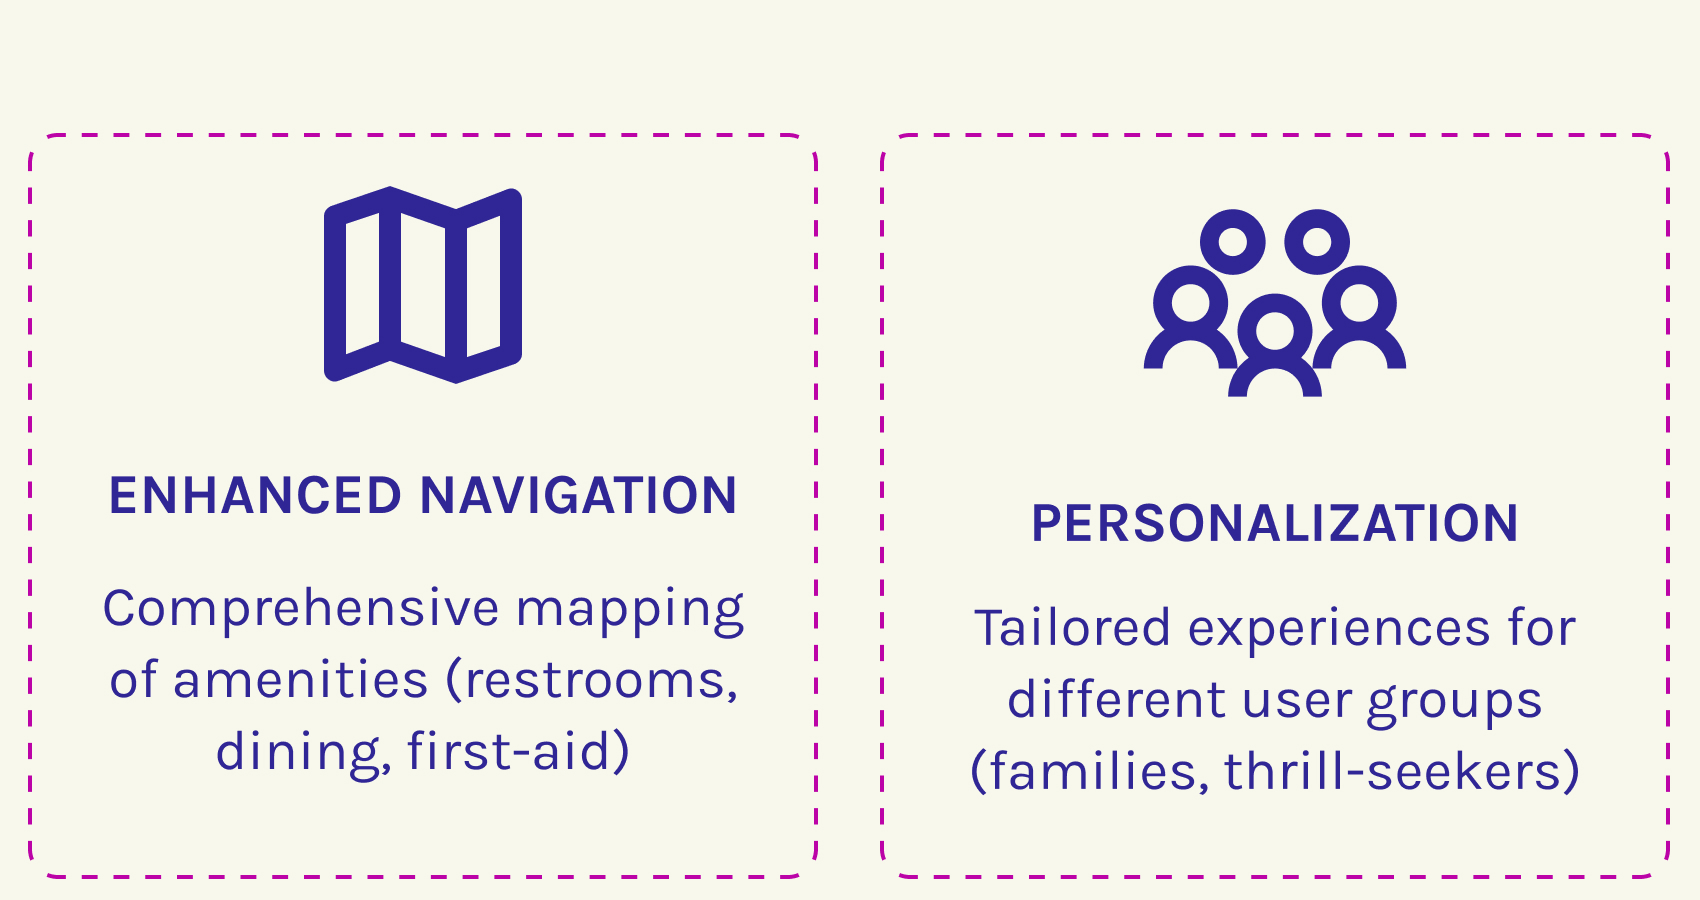 ENHANCED NAVIGATION
Comprehensive mapping
of amenities (restrooms,
dining, first-aid)
PERSONALIZATION
Tailored experiences for
different user groups
(families, thrill-seekers)